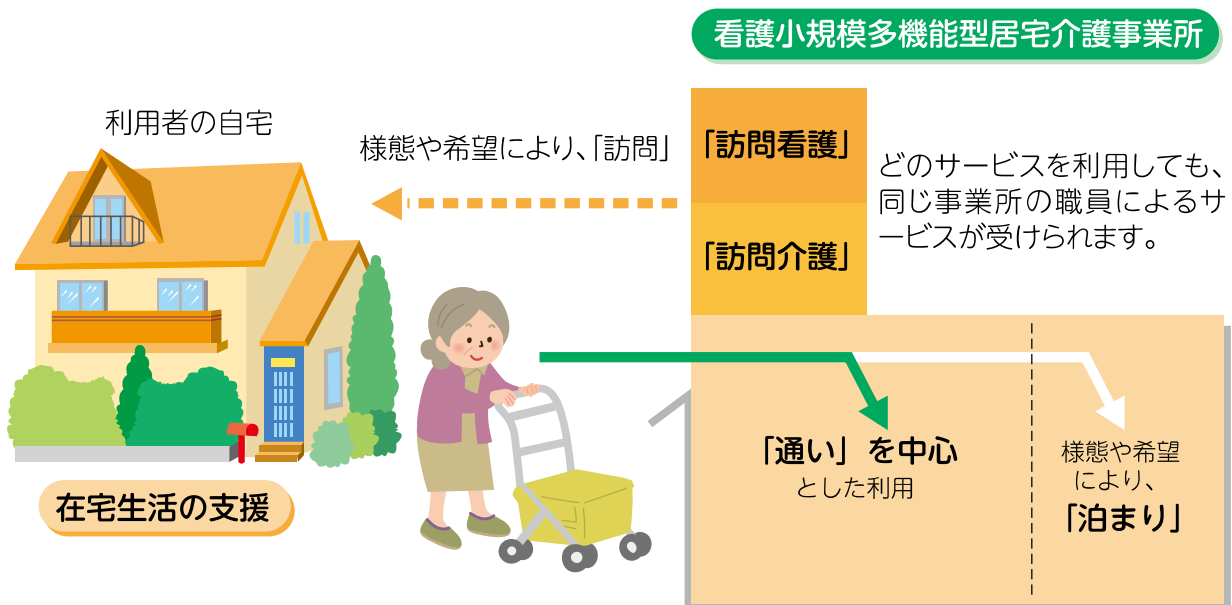 看護小規模多機能型居宅介護事業所
利用者の自宅
様態や希望により、「訪問」
「訪問看護」
「訪問介護」
どのサービスを利用しても、
同じ事業所の職員によるサ
ービスが受けられます。
「通い」を中心
とした利用
様態や希望
により、
「泊まり」
在宅生活の支援